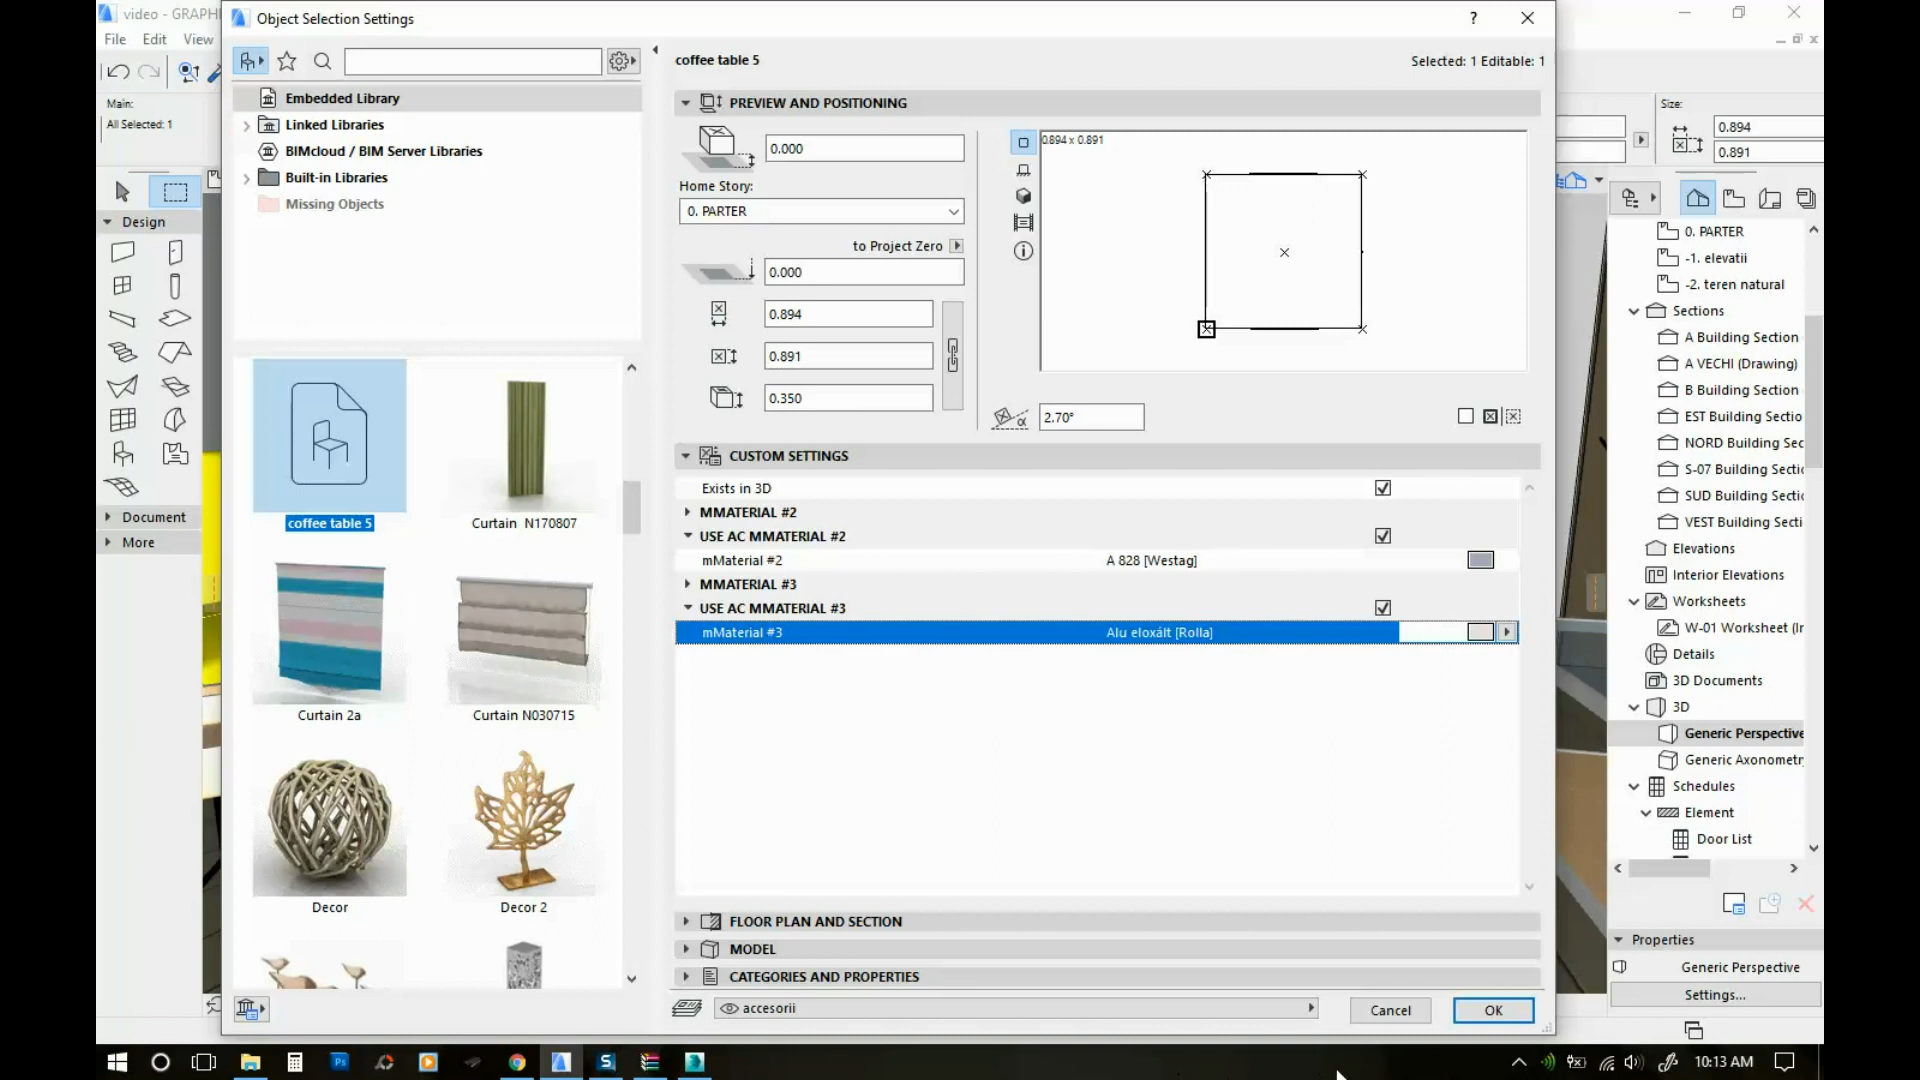 video - GRAPHI
File Edit View
Main:
All Selected: 1
Design
Document
More
Object Selection Settings
?
Embedded Library
Linked Libraries
BIMcloud / BIM Server Libraries
Built-in Libraries
Missing Objects
coffee table 5
Curtain N170807
Curtain 2a
Curtain N030715
Decor
Decor 2
coffee table 5
Selected: 1 Editable: 1
PREVIEW AND POSITIONING
0.000
Home Story:
0. PARTER
to Project Zero
0.000
0.894
0.891
0.350
0.894 x 0.891
α
2.70°
CUSTOM SETTINGS
Exists in 3D
MMATERIAL #2
USE AC MMATERIAL #2
mMaterial #2 A 828 [Westag]
MMATERIAL #3
USE AC MMATERIAL #3
mMaterial #3 Alu eloxált [Rolla]
FLOOR PLAN AND SECTION
MODEL
CATEGORIES AND PROPERTIES
accesorii
Cancel OK
Size:
0.894
0.891
0. PARTER
-1. elevatii
-2. teren natural
Sections
A Building Section
A VECHI (Drawing)
B Building Section
EST Building Sectio
NORD Building Sec
S-07 Building Sectio
SUD Building Sectio
VEST Building Secti
Elevations
Interior Elevations
Worksheets
W-01 Worksheet (Ir
Details
3D Documents
3D
Generic Perspective
Generic Axonometr
Schedules
Element
Door List
Properties
Generic Perspective
Settings...
Ps
S
10:13 AM